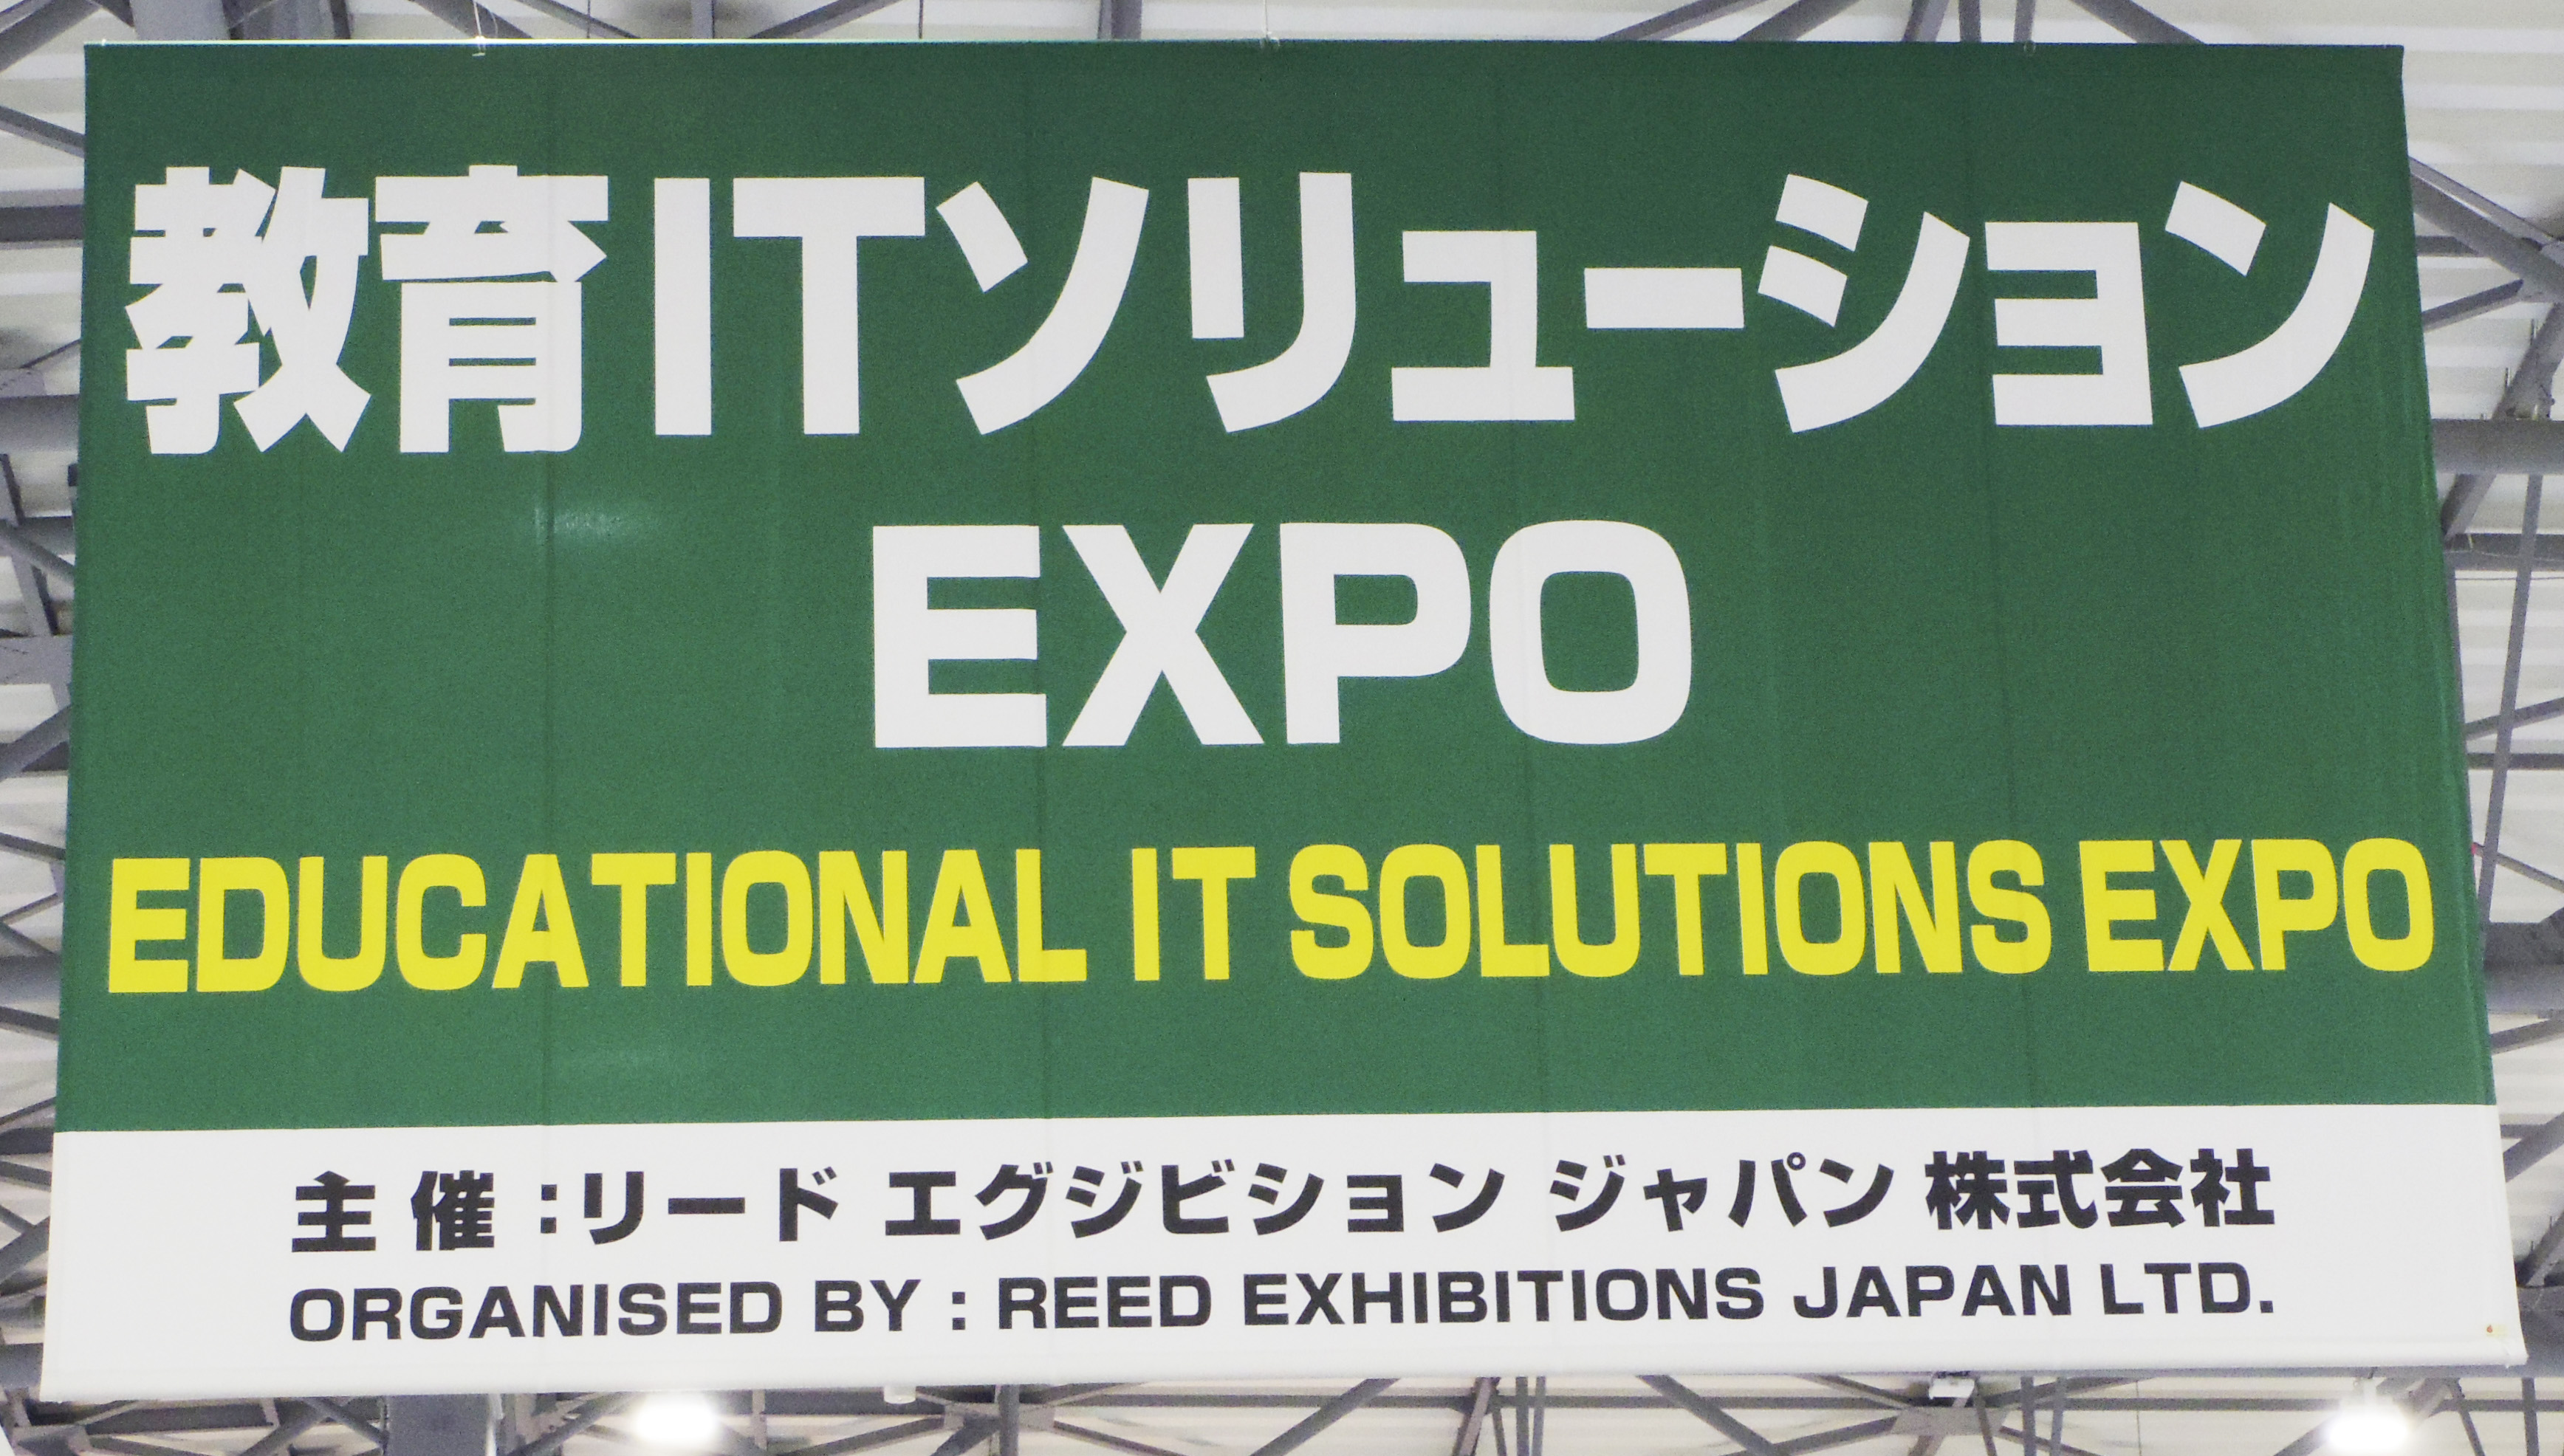 教育ITソリューション
EXPO
EDUCATIONAL IT SOLUTIONS EXPO
主 催 :リード エグジビション ジャパン 株式会社
ORGANISED BY : REED EXHIBITIONS JAPAN LTD.